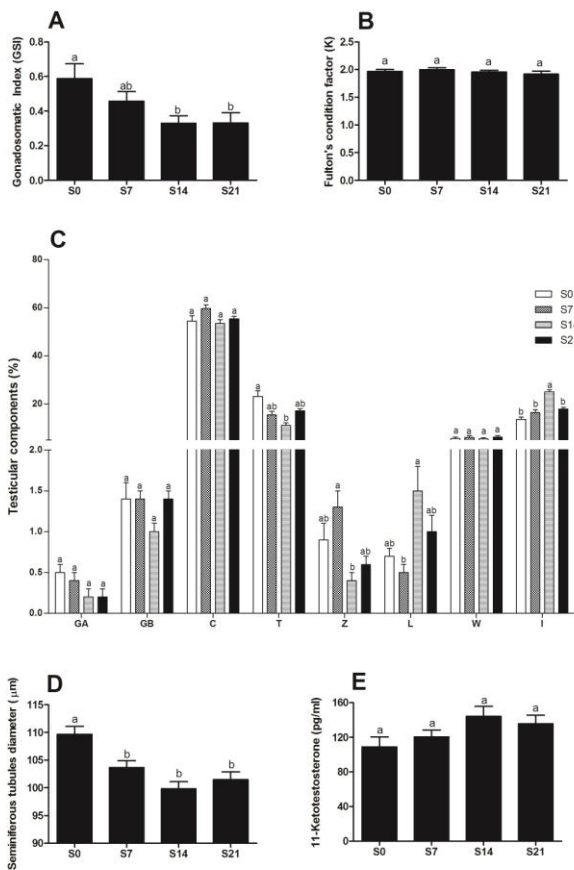 A
Gonadosomatic Index (GSI)
0.8
0.6
0.4
0.2
0.0
a
ab
b
b
S0 S7 S14 S21
B
Fulton's condition factor (K)
2.5
2.0
1.5
1.0
0.5
0.0
a a a a
S0 S7 S14 S21
C
Testicular components (%)
80
60
40
20
2.0
1.5
1.0
0.5
0.0
a a a a
a a a a
a a a a
a ab b ab
ab a b ab
ab b a ab
a a a a
b b a b
GA GB C T Z L W I
S0
S7
S1
S2
D
Seminiferous tubules diameter (µm)
115
110
105
100
95
90
a b b b
S0 S7 S14 S21
E
11-Ketotestosterone (pg/ml)
160
120
80
40
0
a a a a
S0 S7 S14 S21